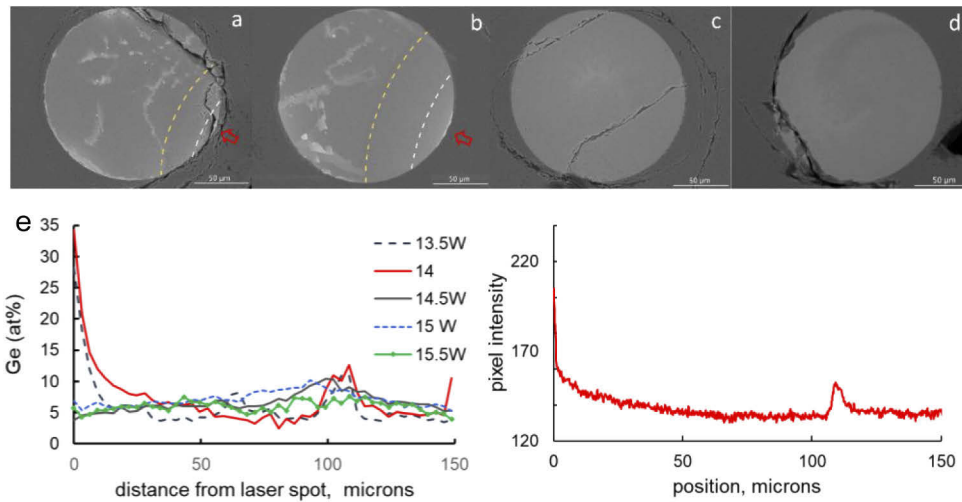 a
b
c
d
50 µm
50 µm
50 µm
50 µm
e
35
30
25
20
15
10
5
0
Ge (at%)
13.5W
14
14.5W
15 W
15.5W
0 50 100 150
distance from laser spot, microns
220
170
120
pixel intensity
0 50 100 150
position, microns